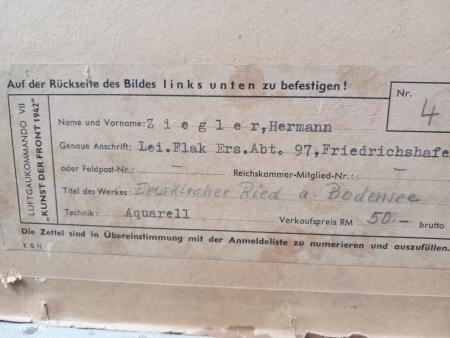 Auf der Rückseite des Bildes links unten zu befestigen!
Nr. 4
LUFTGAUKOMMANDO VII
"KUNST DER FRONT 1942"
Name und Vorname: Ziegler, Hermann
Genaue Anschrift: Lei. Flak Ers. Abt. 97, Friedrichshafe
oder Feldpost-Nr.: — Reichskammer-Mitglied-Nr.: —
Titel des Werkes: Eriskircher Ried a. Bodensee
Technik: Aquarell Verkaufspreis RM 50.- brutto
Die Zettel sind in Übereinstimmung mit der Anmeldeliste zu numerieren und auszufüllen.
K & H